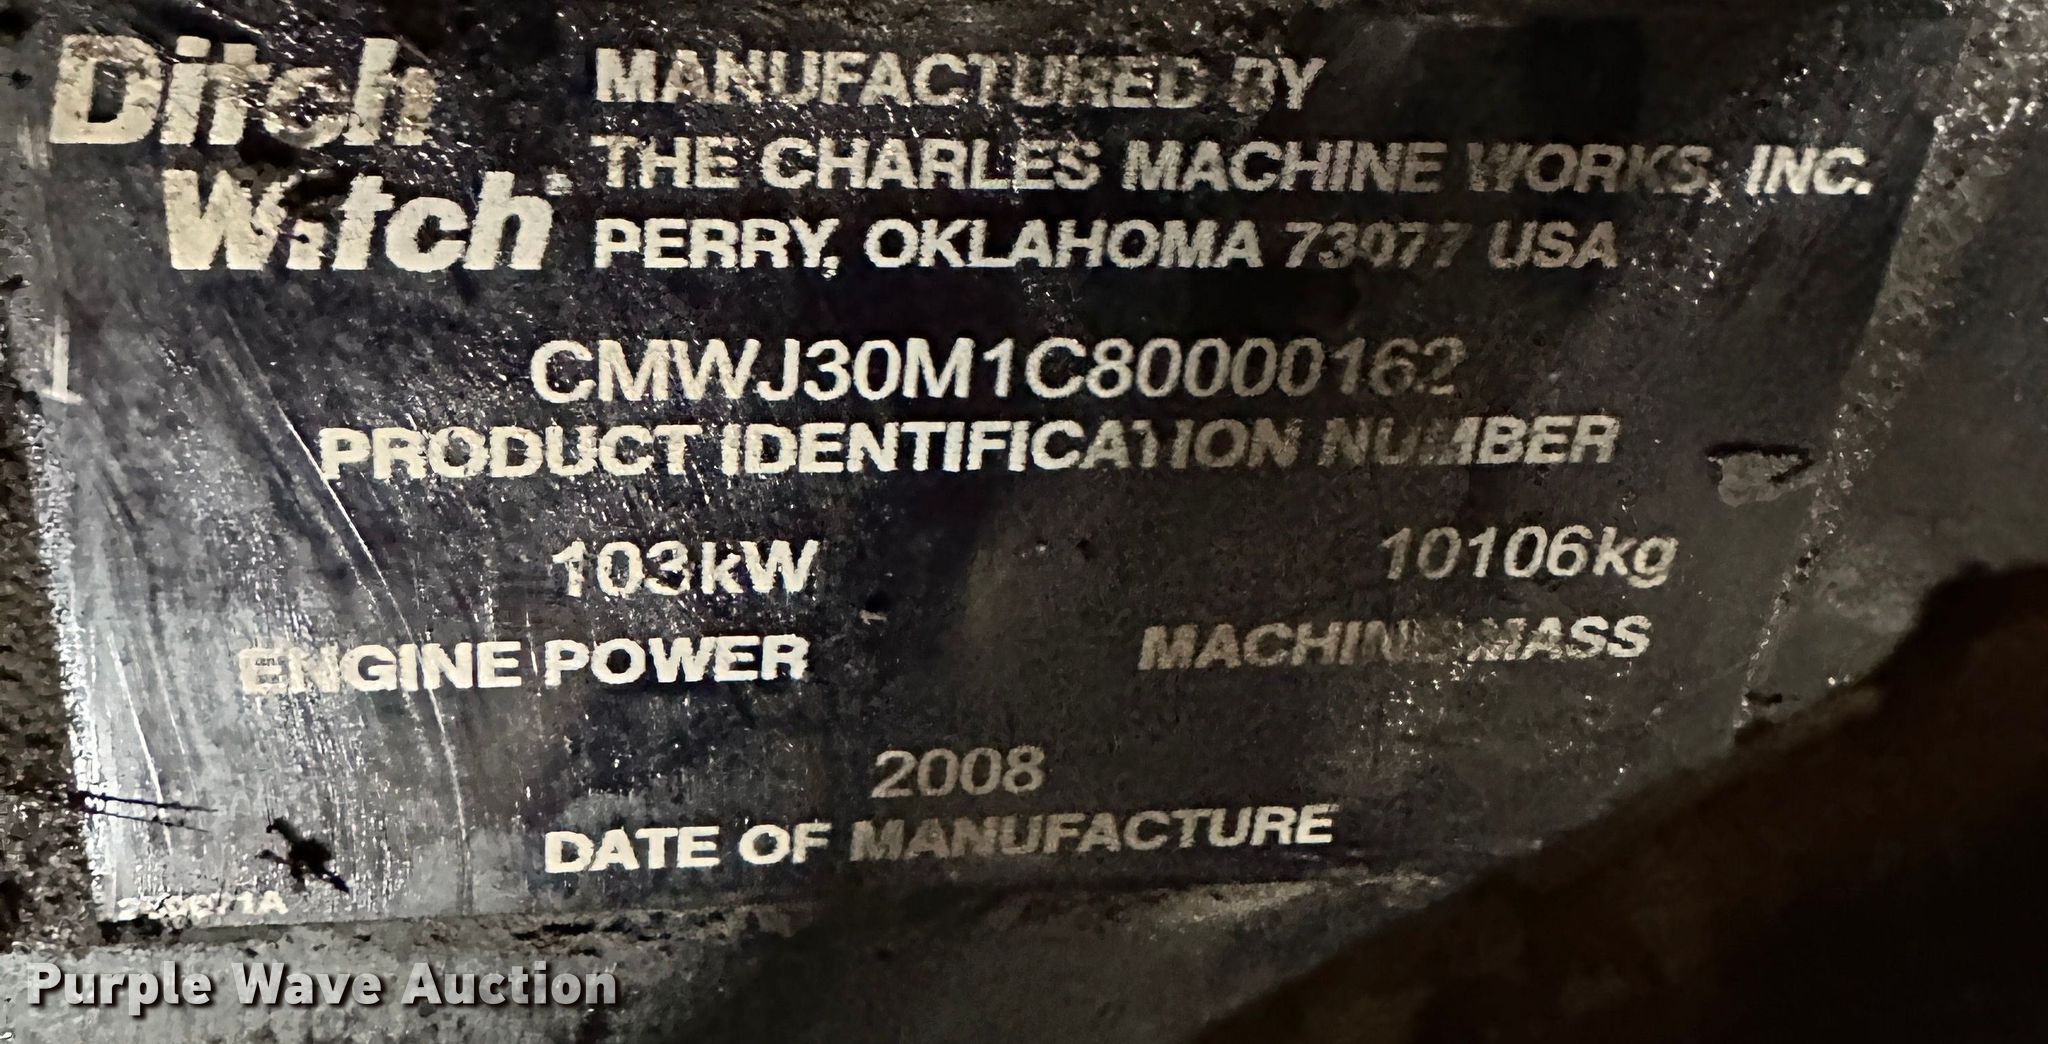 Ditch Witch
MANUFACTURED BY
THE CHARLES MACHINE WORKS, INC.
PERRY, OKLAHOMA 73077 USA
CMWJ30M1C80000162
PRODUCT IDENTIFICATION NUMBER
103kW
10106kg
ENGINE POWER
MACHINE MASS
2008
DATE OF MANUFACTURE
Purple Wave Auction